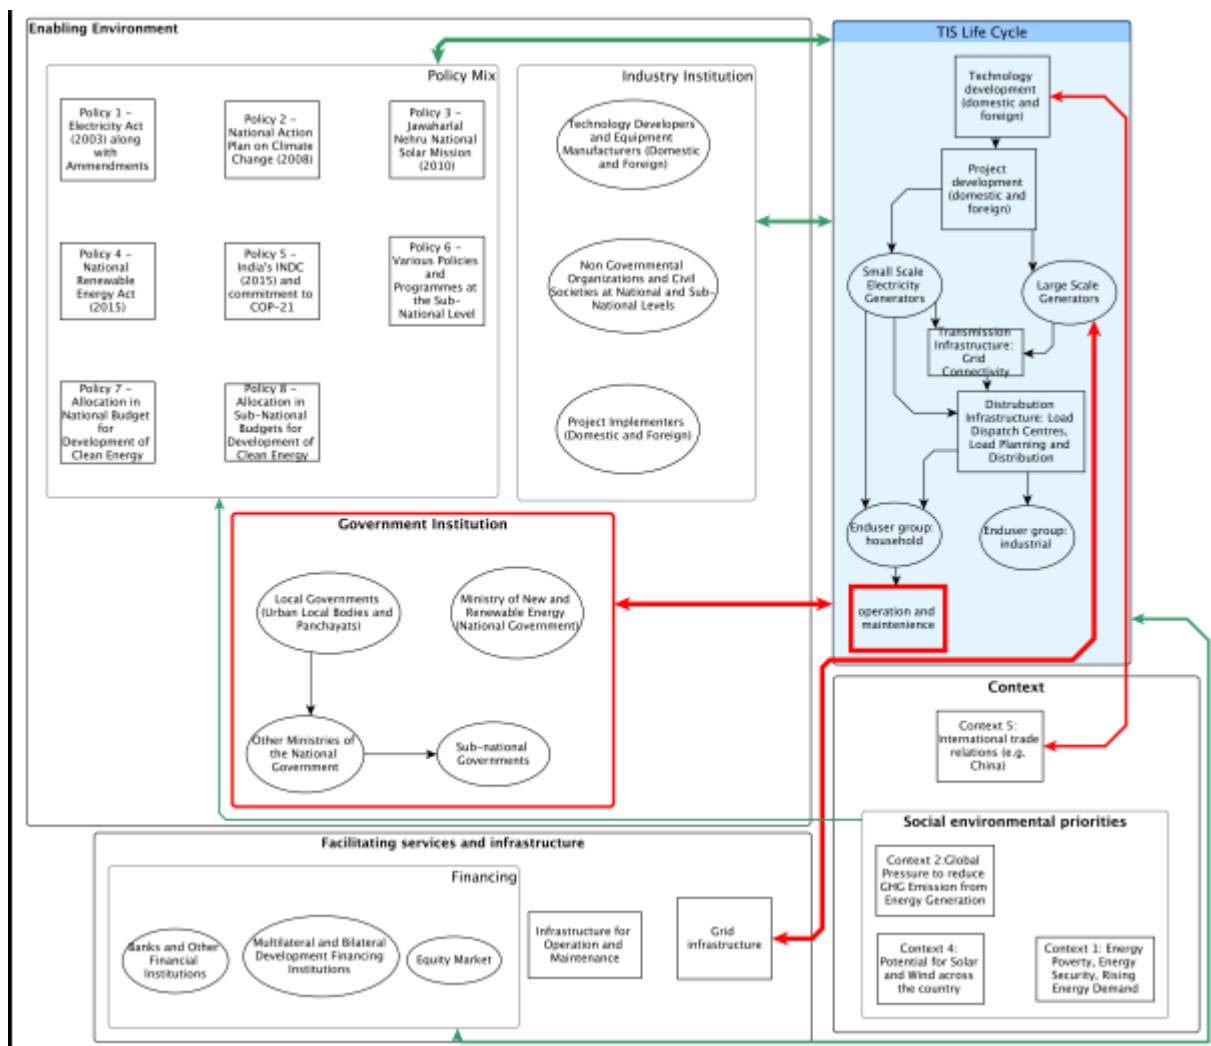 Enabling Environment
Policy Mix
Policy 1 –
Electricity Act
(2003) along
with
Ammendments
Policy 2 –
National Action
Plan on Climate
Change (2008)
Policy 3 –
Jawaharlal
Nehru National
Solar Mission
(2010)
Policy 4 –
National
Renewable
Energy Act
(2015)
Policy 5 –
India's INDC
(2015) and
commitment to
COP-21
Policy 6 –
Various Policies
and
Programmes at
the Sub-
National Level
Policy 7 –
Allocation in
National Budget
for
Development of
Clean Energy
Policy 8 –
Allocation in
Sub-National
Budgets for
Development of
Clean Energy
Industry Institution
Technology Developers
and Equipment
Manufacturers (Domestic
and Foreign)
Non Governmental
Organizations and Civil
Societies at National and Sub-
National Levels
Project Implementers
(Domestic and Foreign)
Government Institution
Local Governments
(Urban Local Bodies and
Panchayats)
Ministry of New and
Renewable Energy
(National Government)
Other Ministries of
the National
Government
Sub-national
Governments
TIS Life Cycle
Technology
development
(domestic and
foreign)
Project
development
(domestic and
foreign)
Small Scale
Electricity
Generators
Large Scale
Generators
Transmission
Infrastructure:
Grid
Connectivity
Distrubution
Infrastructure: Load
Dispatch Centres,
Load Planning and
Distribution
Enduser group:
household
Enduser group:
industrial
operation and
maintenience
Context
Context 5:
International trade
relations (e.g.
China)
Social environmental priorities
Context 2:Global
Pressure to reduce
GHG Emission from
Energy Generation
Context 4:
Potential for Solar
and Wind across
the country
Context 1: Energy
Poverty, Energy
Security, Rising
Energy Demand
Facilitating services and infrastructure
Financing
Banks and Other
Financial
Institutions
Multilateral and Bilateral
Development Financing
Institutions
Equity Market
Infrastructure for
Operation and
Maintenance
Grid
infrastructure